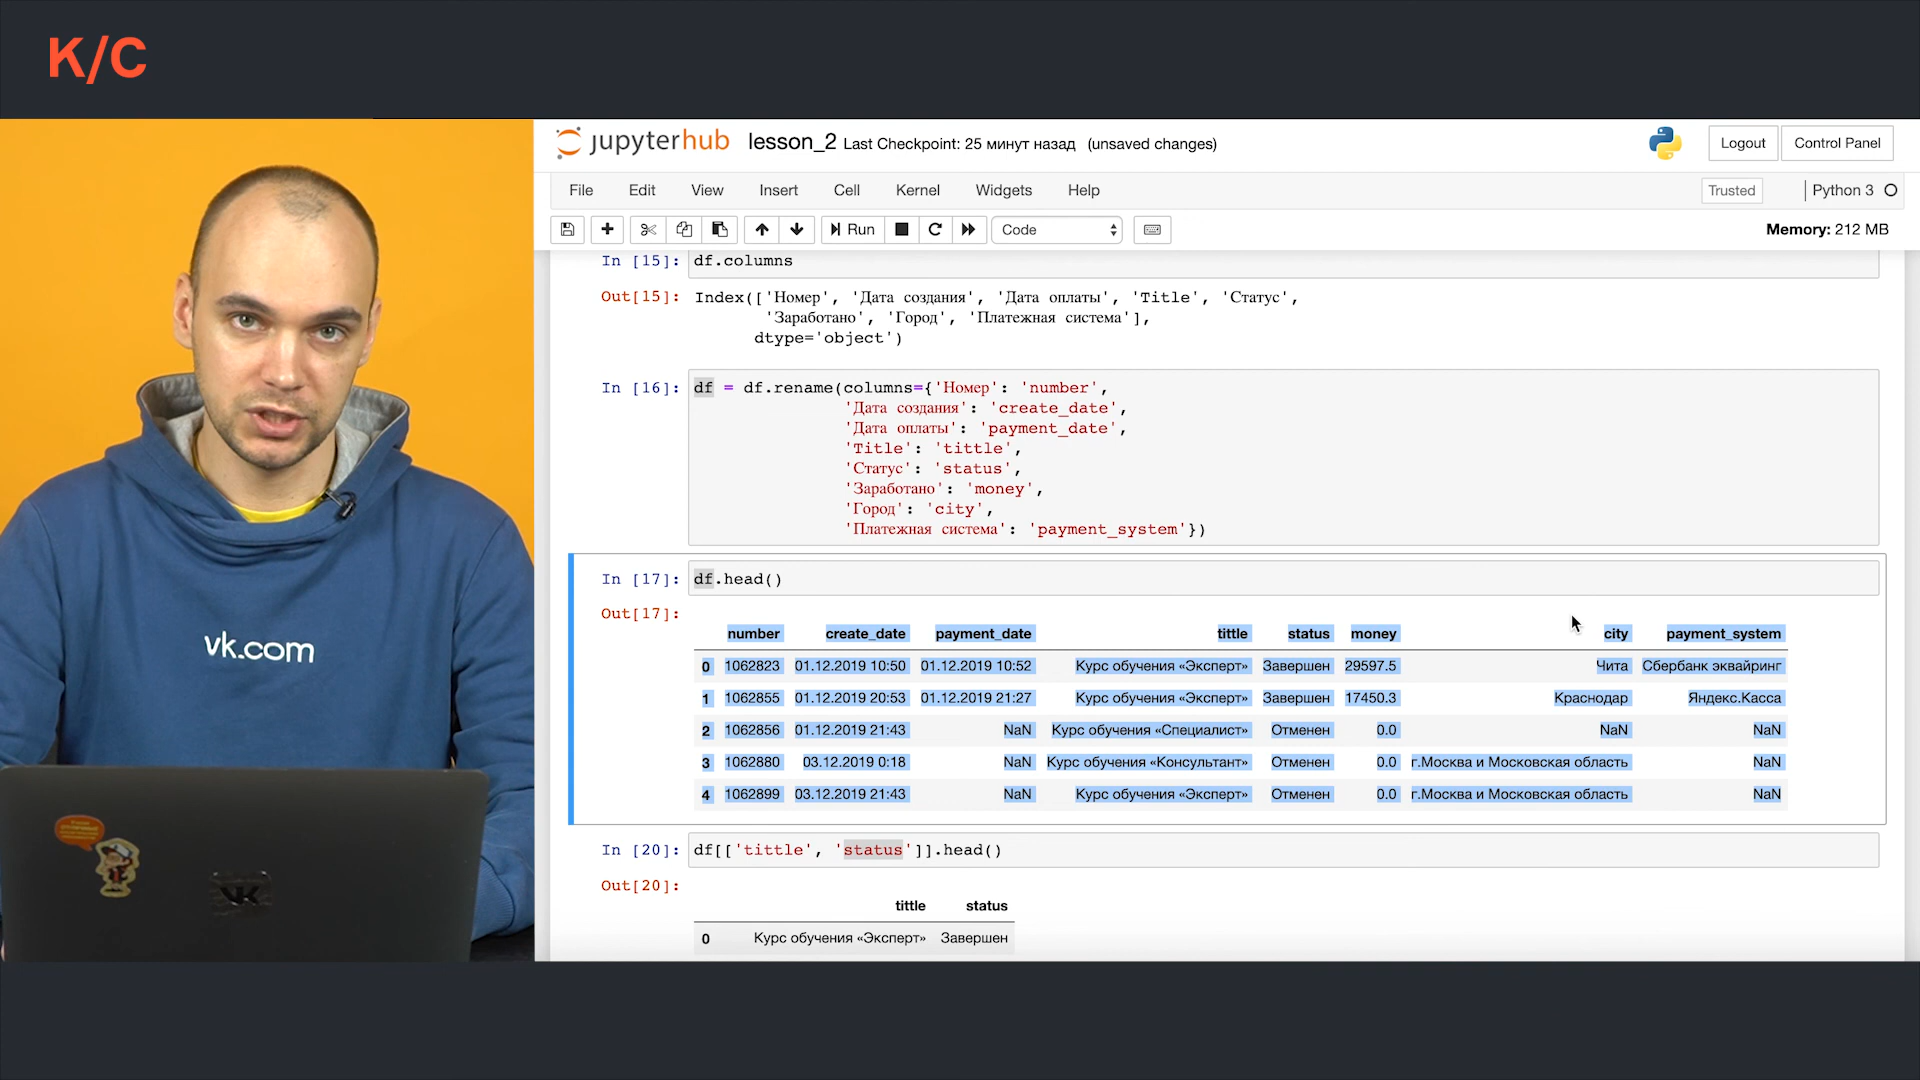 K/C
jupyterhub lesson_2 Last Checkpoint: 25 минут назад (unsaved changes) Logout Control Panel
File Edit View Insert Cell Kernel Widgets Help Trusted Python 3
Run Code Memory: 212 MB
In [15]: df.columns
Out[15]: Index(['Номер', 'Дата создания', 'Дата оплаты', 'Title', 'Статус',
'Заработано', 'Город', 'Платежная система'],
dtype='object')
In [16]: df = df.rename(columns={'Номер': 'number',
'Дата создания': 'create_date',
'Дата оплаты': 'payment_date',
'Title': 'tittle',
'Статус': 'status',
'Заработано': 'money',
'Город': 'city',
'Платежная система': 'payment_system'})
In [17]: df.head()
Out[17]:
number create_date payment_date tittle status money city payment_system
0 1062823 01.12.2019 10:50 01.12.2019 10:52 Курс обучения «Эксперт» Завершен 29597.5 Чита Сбербанк эквайринг
1 1062855 01.12.2019 20:53 01.12.2019 21:27 Курс обучения «Эксперт» Завершен 17450.3 Краснодар Яндекс.Касса
2 1062856 01.12.2019 21:43 NaN Курс обучения «Специалист» Отменен 0.0 NaN NaN
3 1062880 03.12.2019 0:18 NaN Курс обучения «Консультант» Отменен 0.0 г.Москва и Московская область NaN
4 1062899 03.12.2019 21:43 NaN Курс обучения «Эксперт» Отменен 0.0 г.Москва и Московская область NaN
In [20]: df[['tittle', 'status']].head()
Out[20]:
tittle status
0 Курс обучения «Эксперт» Завершен
vk.com